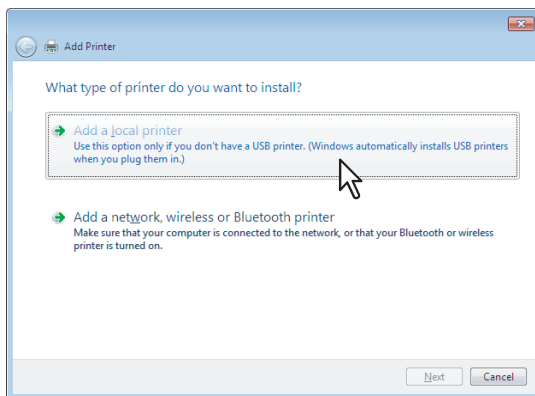 Add Printer
What type of printer do you want to install?
Add a local printer
Use this option only if you don't have a USB printer. (Windows automatically installs USB printers
when you plug them in.)
Add a network, wireless or Bluetooth printer
Make sure that your computer is connected to the network, or that your Bluetooth or wireless
printer is turned on.
Next Cancel